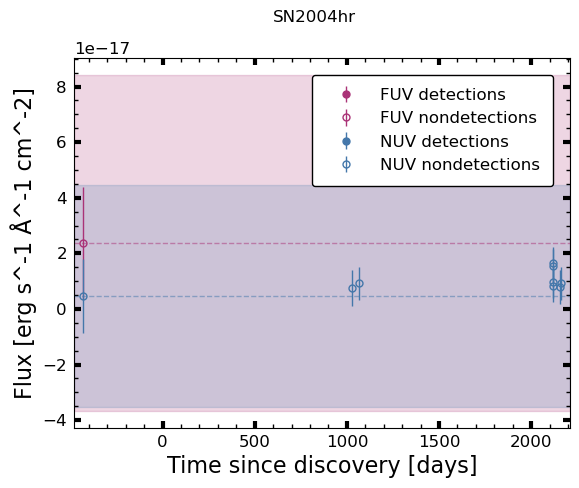 SN2004hr
1e−17
FUV detections
FUV nondetections
NUV detections
NUV nondetections
8
6
4
2
0
−2
−4
Flux [erg s^-1 Å^-1 cm^-2]
0
500
1000
1500
2000
Time since discovery [days]